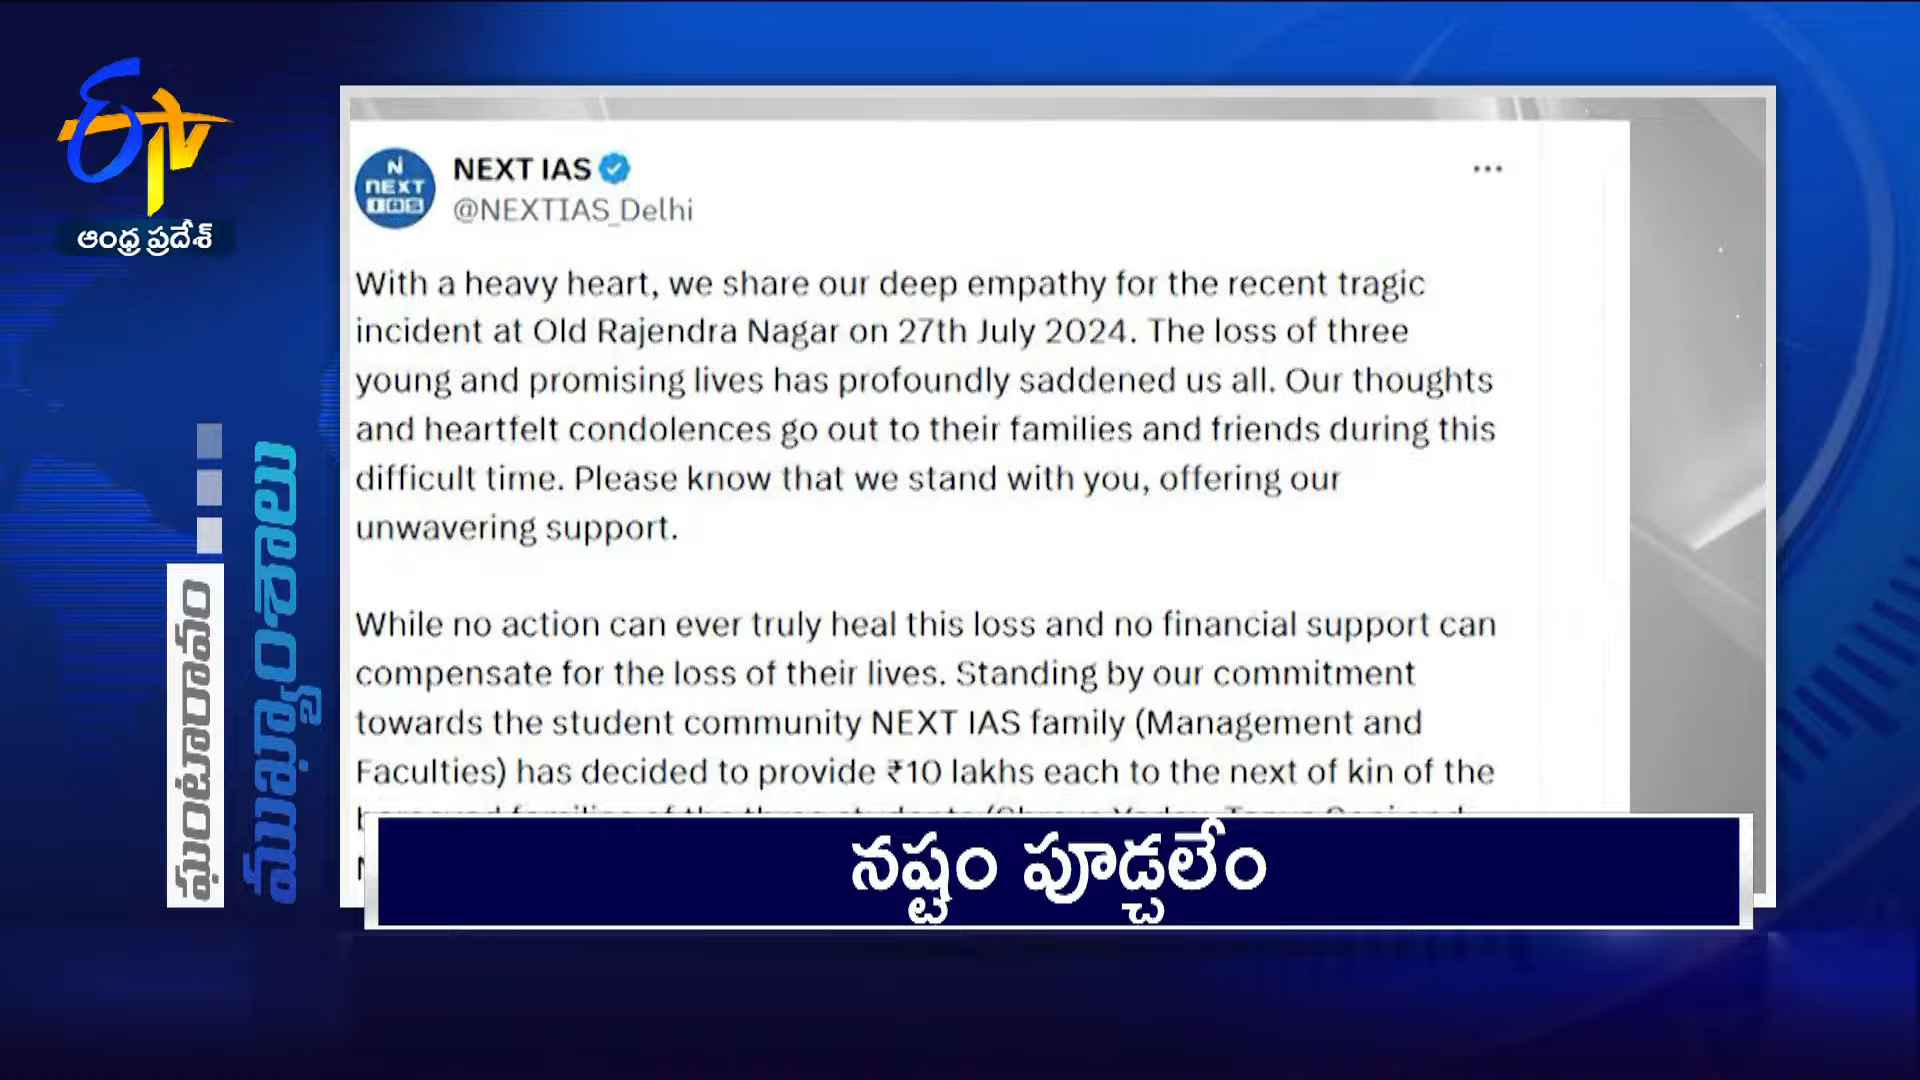 ETV
ఆంధ్ర ప్రదేశ్
ఘంటారావం
ముఖ్యాంశాలు
NEXT IAS
@NEXTIAS_Delhi
With a heavy heart, we share our deep empathy for the recent tragic
incident at Old Rajendra Nagar on 27th July 2024. The loss of three
young and promising lives has profoundly saddened us all. Our thoughts
and heartfelt condolences go out to their families and friends during this
difficult time. Please know that we stand with you, offering our
unwavering support.
While no action can ever truly heal this loss and no financial support can
compensate for the loss of their lives. Standing by our commitment
towards the student community NEXT IAS family (Management and
Faculties) has decided to provide ₹10 lakhs each to the next of kin of the
నష్టం పూడ్చలేం